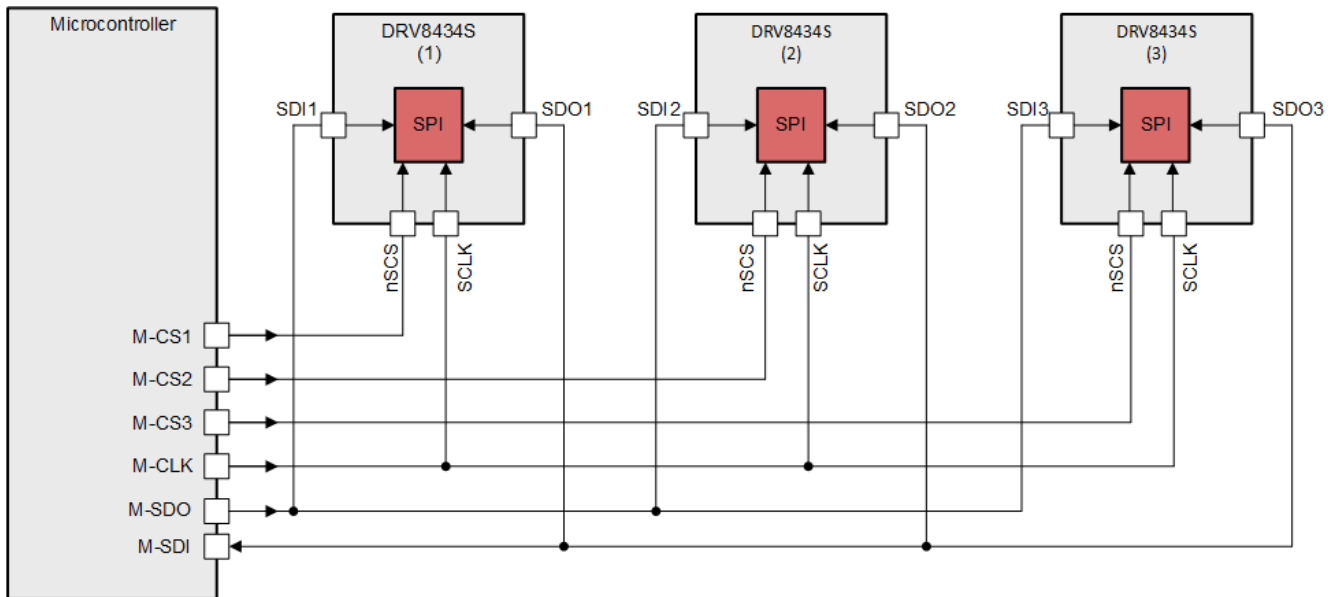 Microcontroller
DRV8434S
(1)
DRV8434S
(2)
DRV8434S
(3)
SDI1
SPI
SDO1
SDI2
SPI
SDO2
SDI3
SPI
SDO3
nSCS
SCLK
nSCS
SCLK
nSCS
SCLK
M-CS1
M-CS2
M-CS3
M-CLK
M-SDO
M-SDI